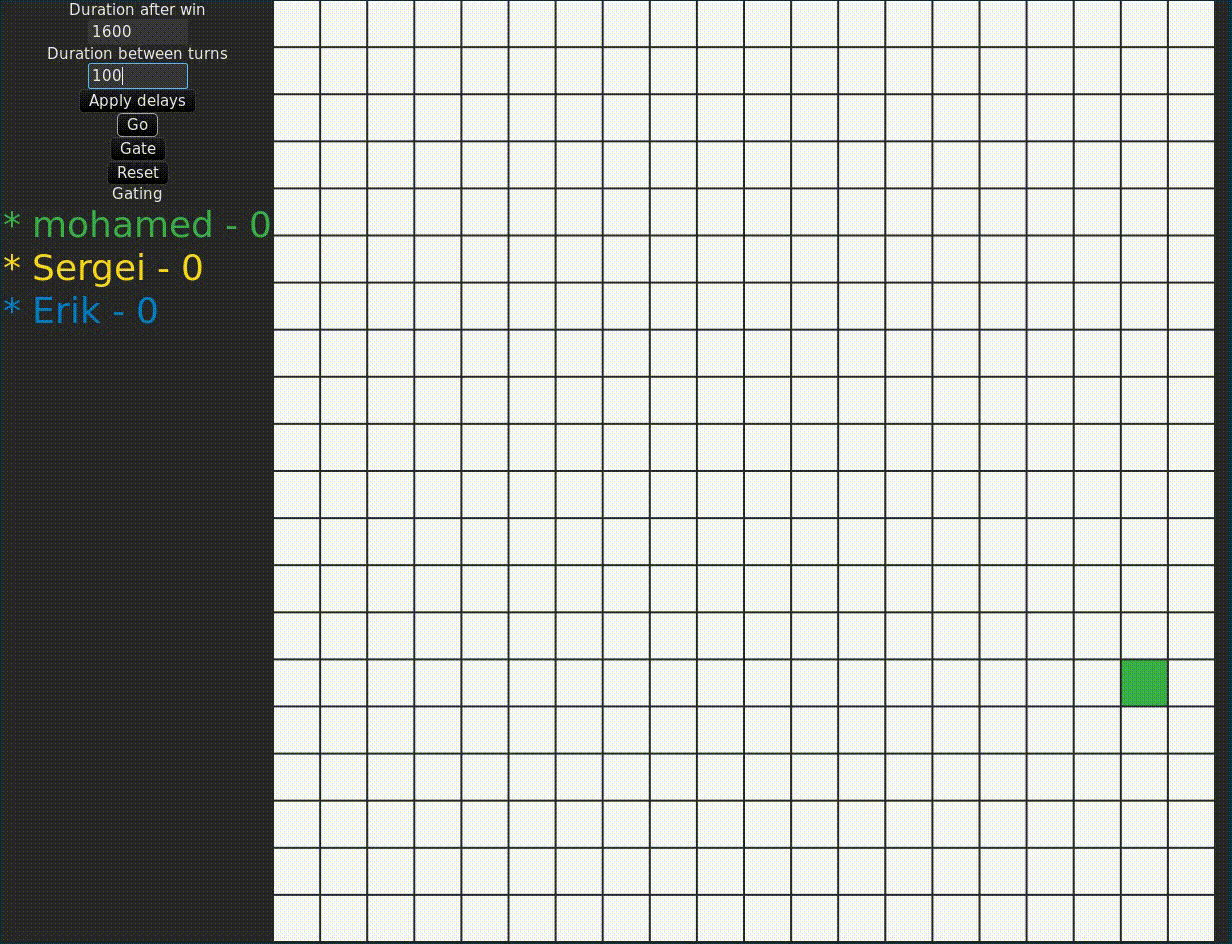 Duration after win
1600
Duration between turns
100
Apply delays
Go
Gate
Reset
Gating
* mohamed - 0
* Sergei - 0
* Erik - 0